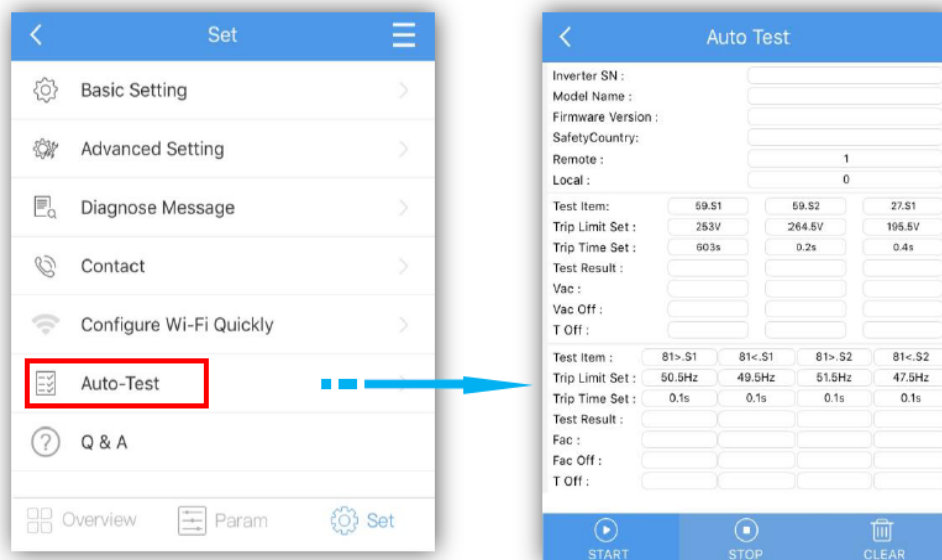 Set
Basic Setting
Advanced Setting
Diagnose Message
Contact
Configure Wi-Fi Quickly
Auto-Test
? Q & A
Overview Param Set
Auto Test
Inverter SN :
Model Name :
Firmware Version :
SafetyCountry:
Remote : 1
Local : 0
Test Item: 59.S1 59.S2 27.S1
Trip Limit Set : 253V 264.5V 195.5V
Trip Time Set : 603s 0.2s 0.4s
Test Result :
Vac :
Vac Off :
T Off :
Test Item : 81>.S1 81<.S1 81>.S2 81<.S2
Trip Limit Set : 50.5Hz 49.5Hz 51.5Hz 47.5Hz
Trip Time Set : 0.1s 0.1s 0.1s 0.1s
Test Result :
Fac :
Fac Off :
T Off :
START STOP CLEAR